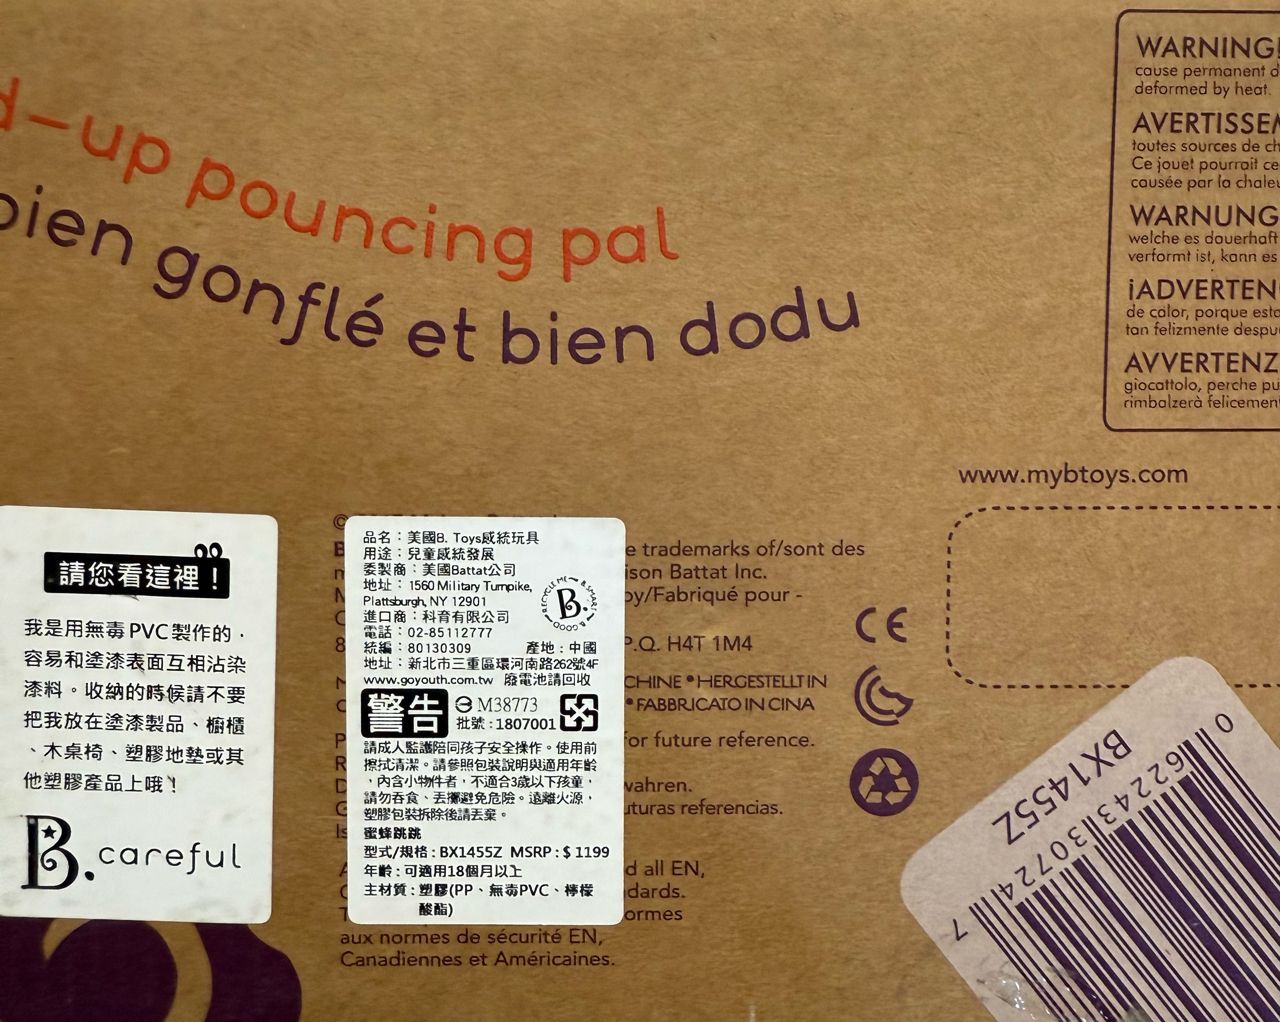 d-up pouncing pal
bien gonflé et bien dodu
WARNING!
cause permanent
deformed by heat.
AVERTISSEM
toutes sources de ch
Ce jouet pourrait ce
causée par la chaleu
WARNUNG
welche es dauerhaft
verformt ist, kann es
¡ADVERTEN
de calor, porque esta
tan felizmente despu
AVVERTENZ
giocattolo, perche pu
rimbalzerà felicement
www.mybtoys.com
請您看這裡!
我是用無毒PVC製作的,
容易和塗漆表面互相沾染
漆料。收納的時候請不要
把我放在塗漆製品、櫥櫃
、木桌椅、塑膠地墊或其
他塑膠產品上哦!
B. careful
品名:美國B. Toys感統玩具
用途:兒童感統發展
委製商:美國Battat公司
地址: 1560 Military Turnpike,
Plattsburgh, NY 12901
進口商:科育有限公司
電話:02-85112777
統編:80130309 產地:中國
地址:新北市三重區環河南路262號4F
www.goyouth.com.tw 廢電池請回收
RECYCLE ME B.SMART B.GOOD
B.
警告
M38773
批號:1807001
請成人監護陪同孩子安全操作。使用前
擦拭清潔。請參照包裝說明與適用年齡
,內含小物件者,不適合3歲以下孩童,
請勿吞食、丟擲避免危險。遠離火源,
塑膠包裝拆除後請丟棄。
蜜蜂跳跳
型式/規格:BX1455Z MSRP:$ 1199
年齡:可適用18個月以上
主材質:塑膠(PP、無毒PVC、檸檬
酸酯)
e trademarks of/sont des
ison Battat Inc.
by/Fabriqué pour -
P.Q. H4T 1M4
CHINE • HERGESTELLT IN
• FABBRICATO IN CINA
for future reference.
wahren.
uturas referencias.
d all EN,
dards.
ormes
aux normes de sécurité EN,
Canadiennes et Américaines.
CE
BX1455Z
0 62243 30724 7